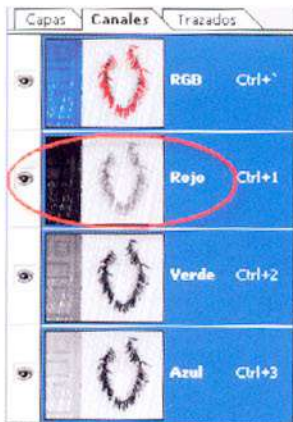 Capas Canales Trazados
RGB Ctrl+`
Rojo Ctrl+1
Verde Ctrl+2
Azul Ctrl+3